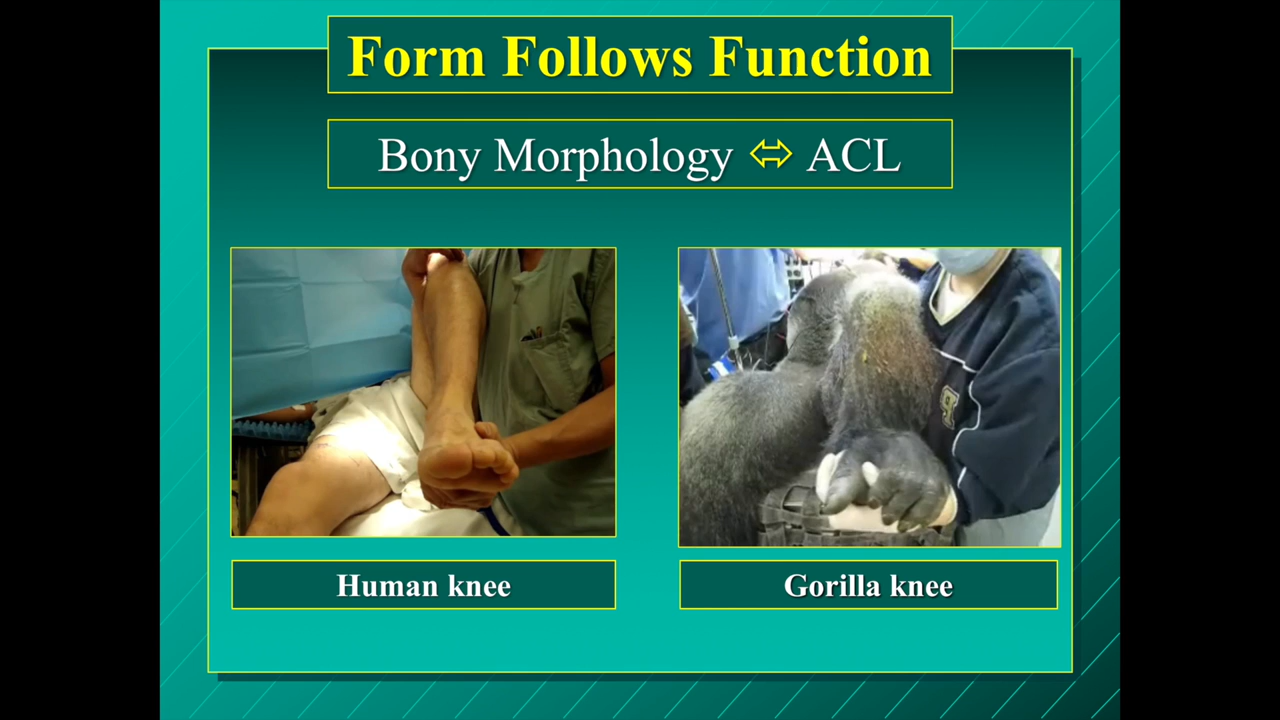 Form Follows Function
Bony Morphology ⇔ ACL
Human knee
Gorilla knee